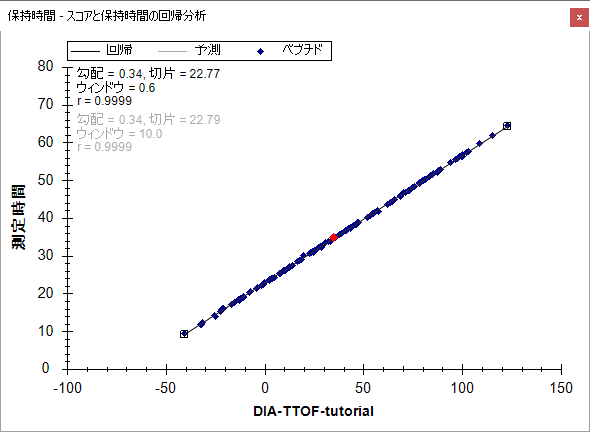 保持時間 - スコアと保持時間の回帰分析
回帰 予測 ペプチド
勾配 = 0.34, 切片 = 22.77
ウィンドウ = 0.6
r = 0.9999
勾配 = 0.34, 切片 = 22.79
ウィンドウ = 10.0
r = 0.9999
測定時間
80
70
60
50
40
30
20
10
0
-100 -50 0 50 100 150
DIA-TTOF-tutorial